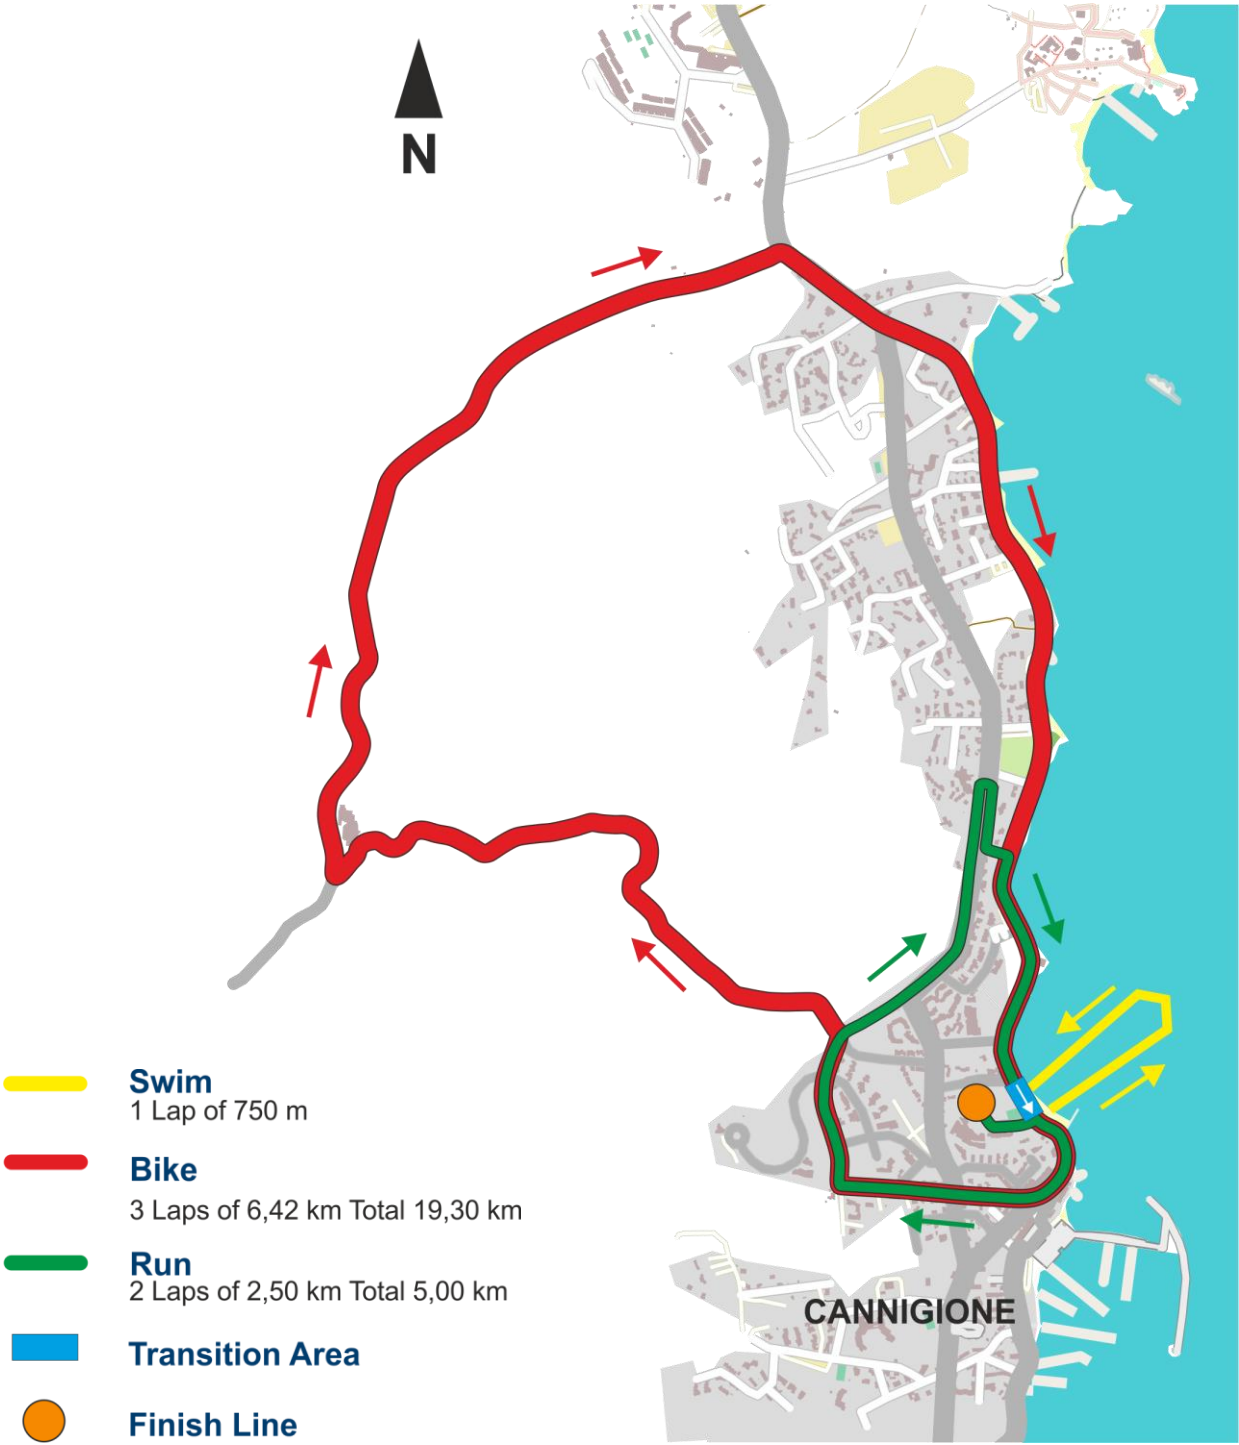 N
Swim
1 Lap of 750 m
Bike
3 Laps of 6,42 km Total 19,30 km
Run
2 Laps of 2,50 km Total 5,00 km
Transition Area
Finish Line
CANNIGIONE